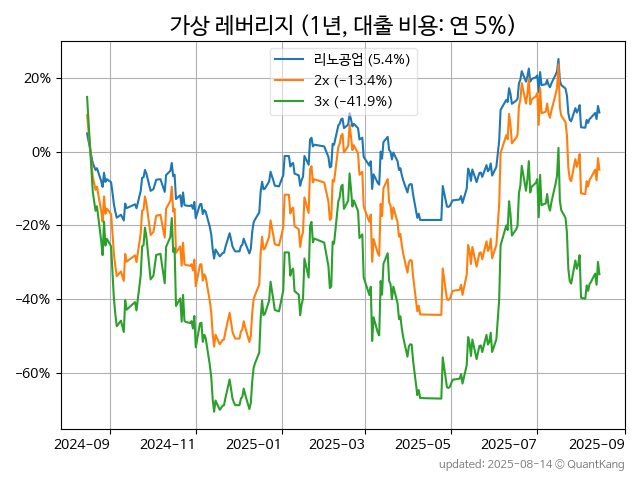 가상 레버리지 (1년, 대출 비용: 연 5%)
리노공업 (5.4%)
2x (−13.4%)
3x (−41.9%)
20%
0%
−20%
−40%
−60%
2024-09 2024-11 2025-01 2025-03 2025-05 2025-07 2025-09
updated: 2025-08-14 © QuantKang